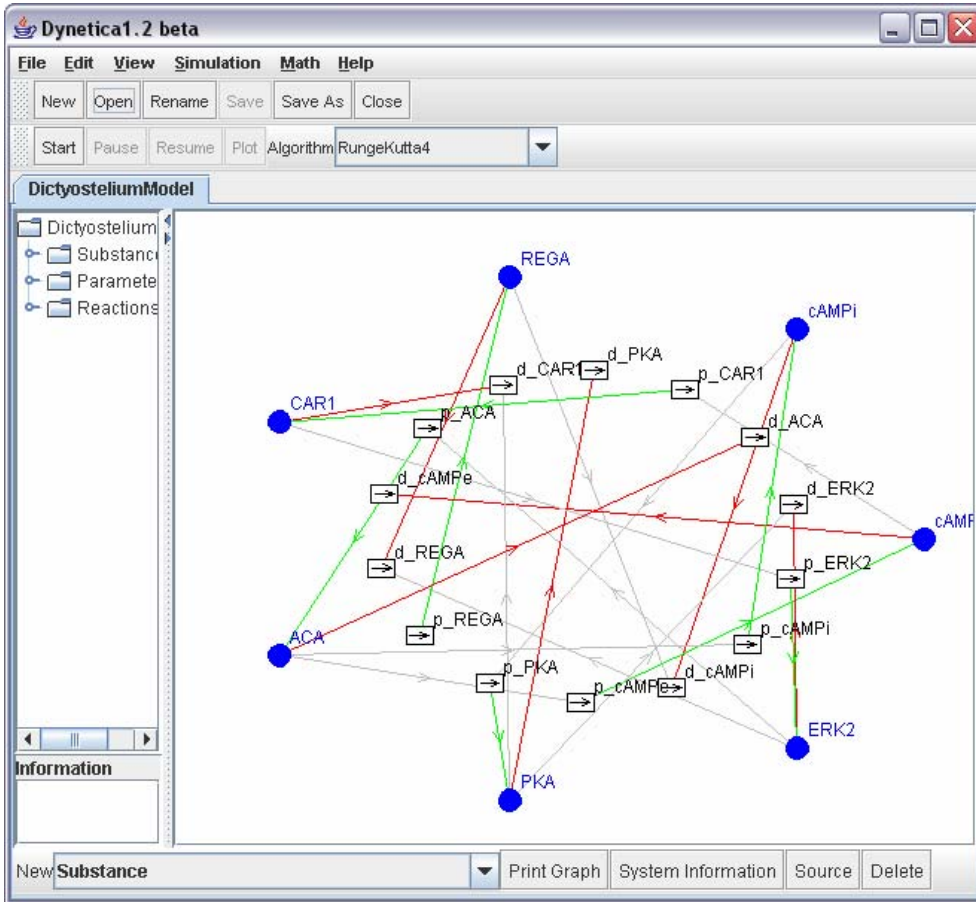 Dynetica1.2 beta
File Edit View Simulation Math Help
New Open Rename Save Save As Close
Start Pause Resume Plot Algorithm RungeKutta4
DictyosteliumModel
Dictyostelium
Substanc
Paramete
Reactions
REGA
cAMPi
d_PKA
d_CAR1
p_CAR1
CAR1
p_ACA
d_ACA
d_cAMPe
d_ERK2
cAMP
d_REGA
p_ERK2
p_REGA
ACA
p_cAMPi
p_PKA
d_cAMPi
p_cAMPe
ERK2
PKA
Information
New Substance Print Graph System Information Source Delete